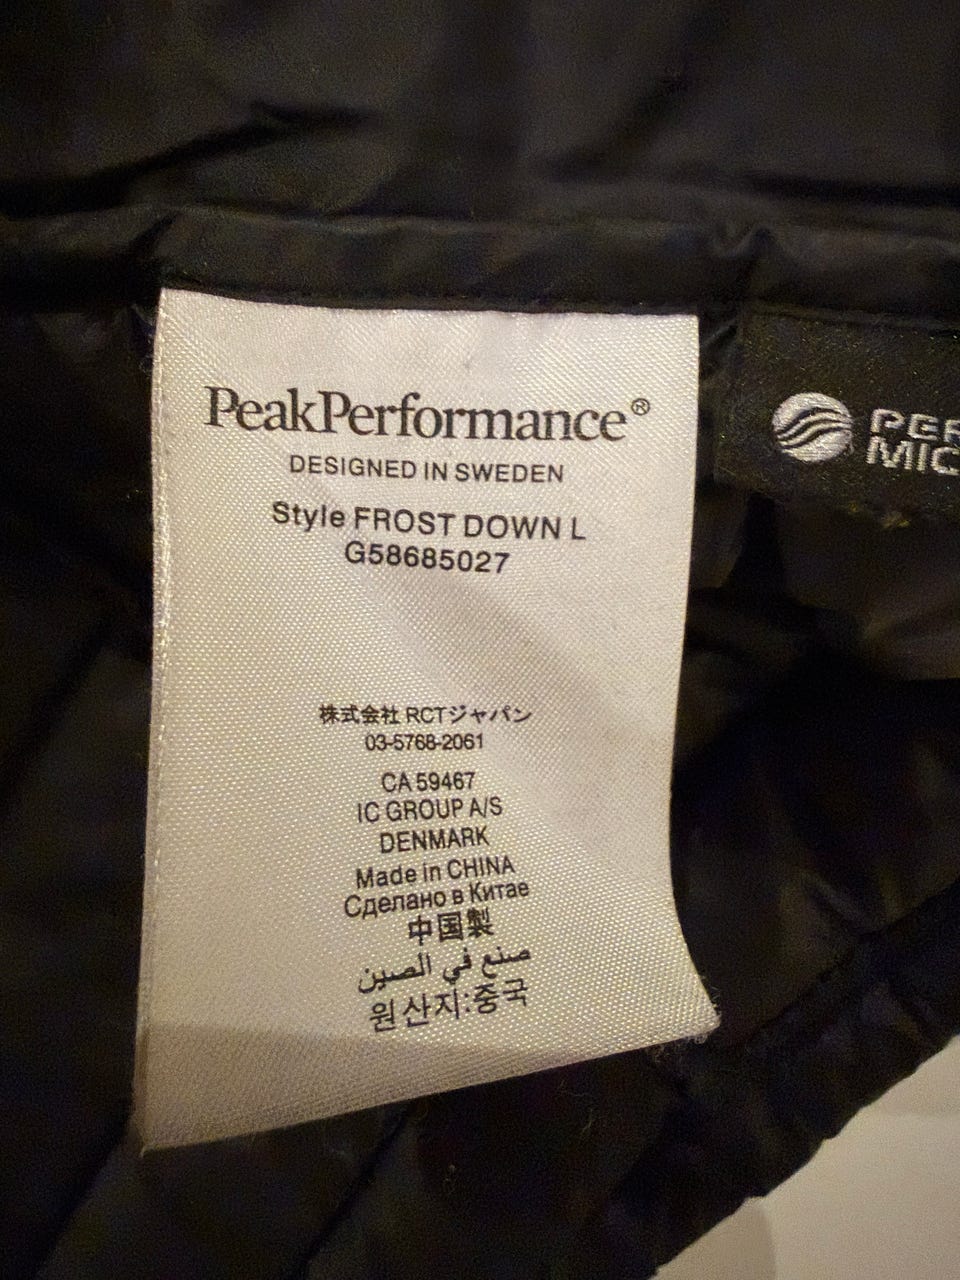 PeakPerformance®
DESIGNED IN SWEDEN
Style FROST DOWN L
G58685027
株式会社 RCTジャパン
03-5768-2061
CA 59467
IC GROUP A/S
DENMARK
Made in CHINA
Сделано в Китае
中国製
صنع في الصين
원산지:중국
PER
MIC